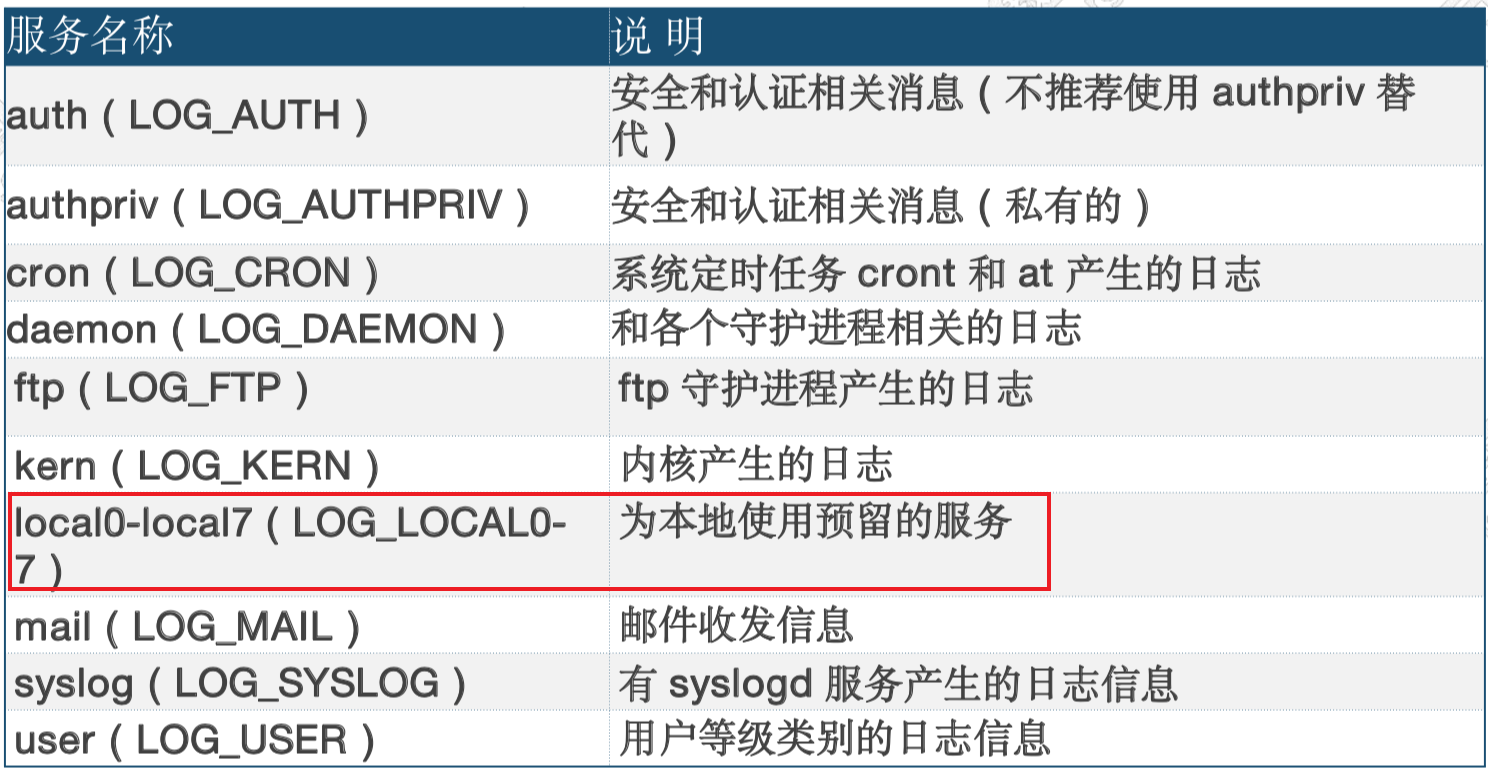 服务名称 说 明
auth ( LOG_AUTH ) 安全和认证相关消息 ( 不推荐使用 authpriv 替
代 )
authpriv ( LOG_AUTHPRIV ) 安全和认证相关消息 ( 私有的 )
cron ( LOG_CRON ) 系统定时任务 cront 和 at 产生的日志
daemon ( LOG_DAEMON ) 和各个守护进程相关的日志
ftp ( LOG_FTP ) ftp 守护进程产生的日志
kern ( LOG_KERN ) 内核产生的日志
local0-local7 ( LOG_LOCAL0- 为本地使用预留的服务
7 )
mail ( LOG_MAIL ) 邮件收发信息
syslog ( LOG_SYSLOG ) 有 syslogd 服务产生的日志信息
user ( LOG_USER ) 用户等级类别的日志信息